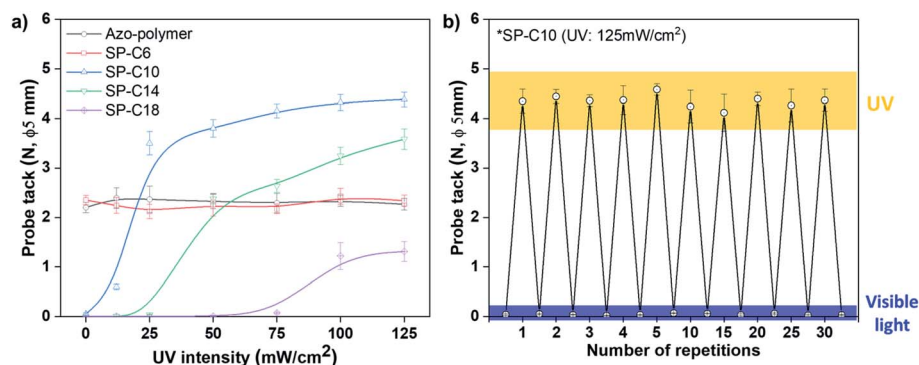 a)
Probe tack (N, ϕ5 mm)
6
5
4
3
2
1
0
Azo-polymer
SP-C6
SP-C10
SP-C14
SP-C18
0 25 50 75 100 125
UV intensity (mW/cm²)
b)
Probe tack (N, ϕ 5mm)
6
5
4
3
2
1
0
*SP-C10 (UV: 125mW/cm²)
1 2 3 4 5 10 15 20 25 30
Number of repetitions
UV
Visible
light